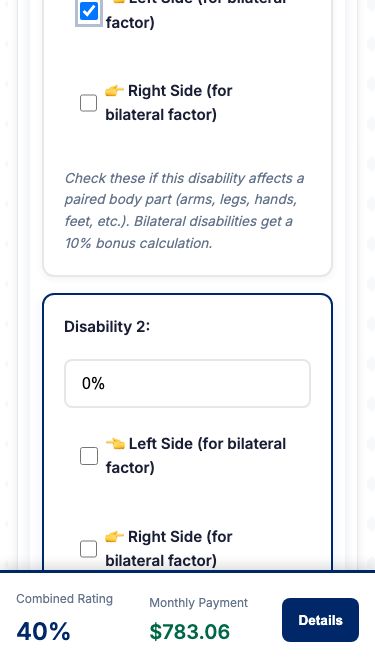 Left Side (for bilateral
factor)
Right Side (for
bilateral factor)
Check these if this disability affects a
paired body part (arms, legs, hands,
feet, etc.). Bilateral disabilities get a
10% bonus calculation.
Disability 2:
0%
Left Side (for bilateral
factor)
Right Side (for
bilateral factor)
Combined Rating
40%
Monthly Payment
$783.06
Details